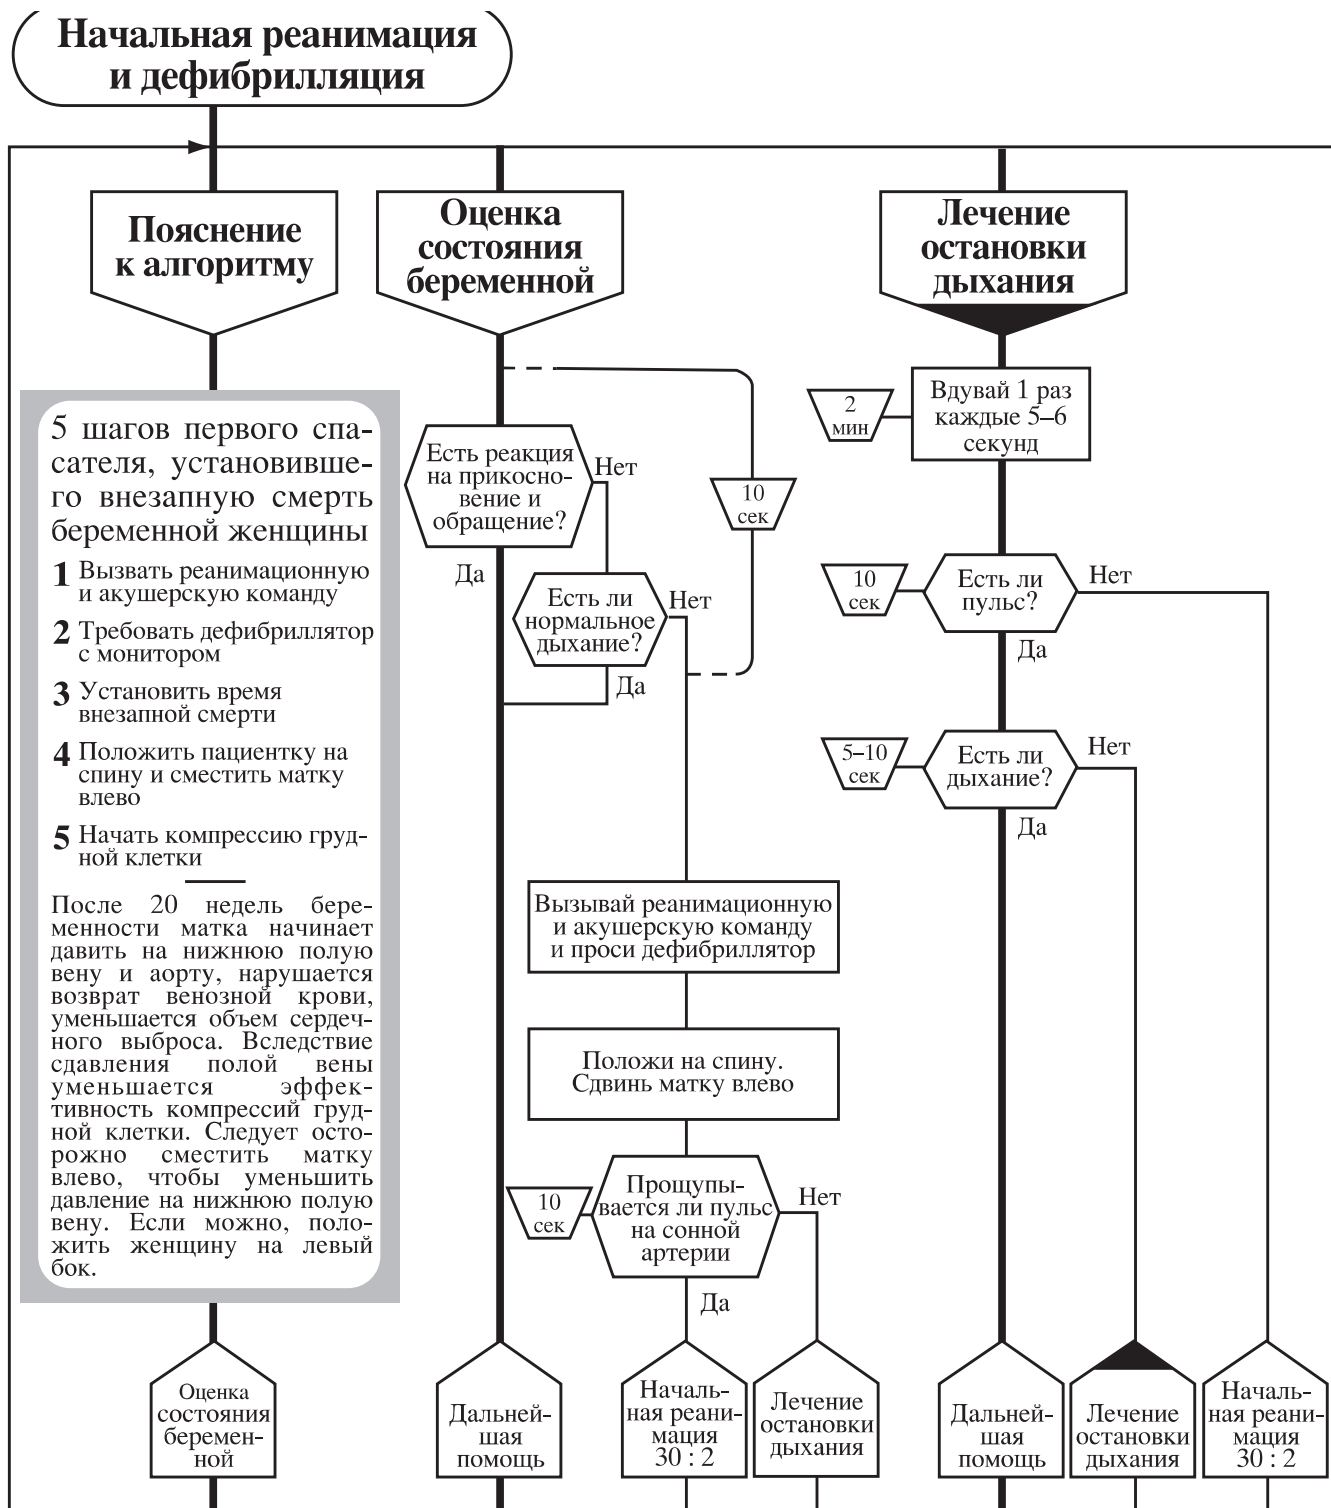 Начальная реанимация
и дефибрилляция
Пояснение
к алгоритму
5 шагов первого спа-
сателя, установивше-
го внезапную смерть
беременной женщины
1 Вызвать реанимационную
и акушерскую команду
2 Требовать дефибриллятор
с монитором
3 Установить время
внезапной смерти
4 Положить пациентку на
спину и сместить матку
влево
5 Начать компрессию груд-
ной клетки
После 20 недель бере-
менности матка начинает
давить на нижнюю полую
вену и аорту, нарушается
возврат венозной крови,
уменьшается объем сердеч-
ного выброса. Вследствие
сдавления полой вены
уменьшается эффек-
тивность компрессий груд-
ной клетки. Следует осто-
рожно сместить матку
влево, чтобы уменьшить
давление на нижнюю полую
вену. Если можно, поло-
жить женщину на левый
бок.
Оценка
состояния
беремен-
ной
Оценка
состояния
беременной
Есть реакция
на прикосно-
вение и
обращение?
Нет
Да
10
сек
Есть ли
нормальное
дыхание?
Нет
Да
Вызывай реанимационную
и акушерскую команду
и проси дефибриллятор
Положи на спину.
Сдвинь матку влево
10
сек
Прощупы-
вается ли пульс
на сонной
артерии
Нет
Да
Дальней-
шая
помощь
Началь-
ная реани-
мация
30 : 2
Лечение
остановки
дыхания
Лечение
остановки
дыхания
2
мин
Вдувай 1 раз
каждые 5–6
секунд
10
сек
Есть ли
пульс?
Нет
Да
5–10
сек
Есть ли
дыхание?
Нет
Да
Дальней-
шая
помощь
Лечение
остановки
дыхания
Началь-
ная реани-
мация
30 : 2